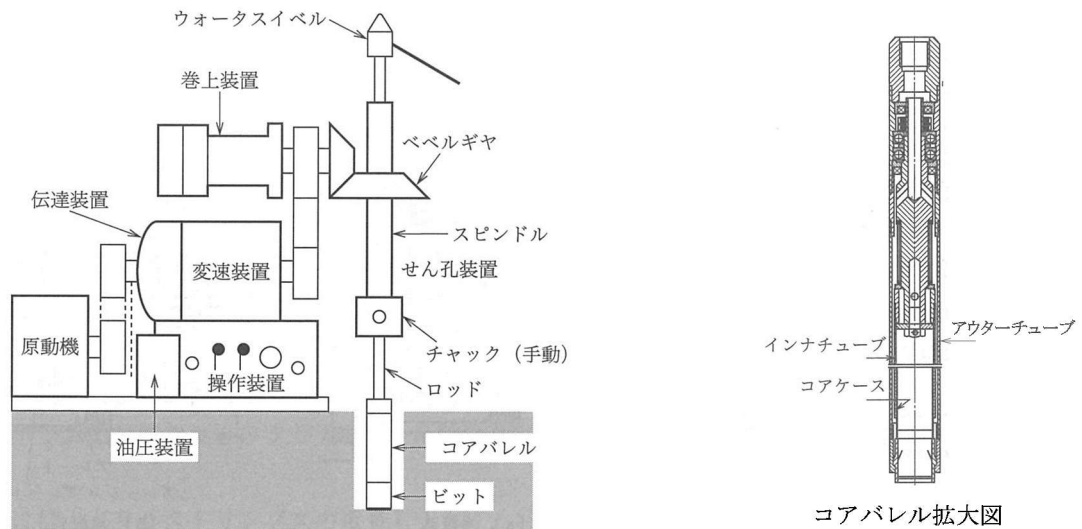 ウォータスイベル
巻上装置
ベベルギヤ
伝達装置
スピンドル
変速装置
せん孔装置
原動機
チャック（手動）
操作装置
ロッド
油圧装置
コアバレル
ビット
アウターチューブ
インナチューブ
コアケース
コアバレル拡大図